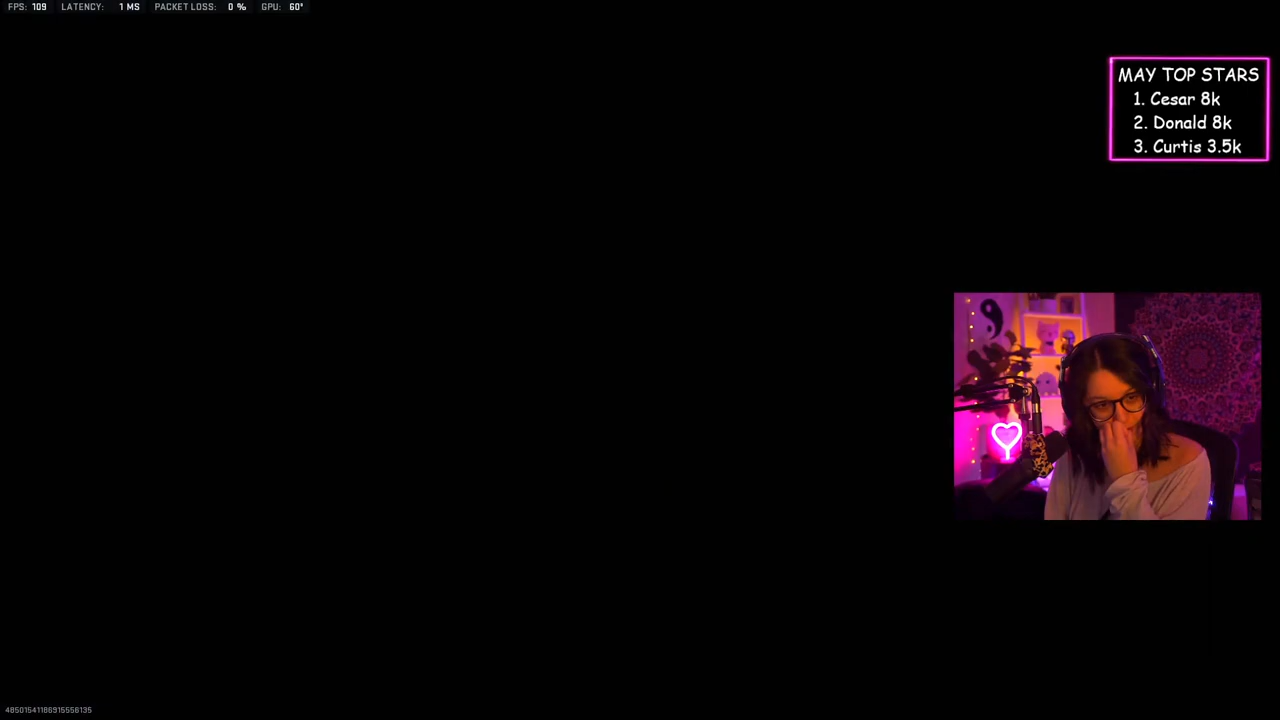 FPS: 109 LATENCY: 1 MS PACKET LOSS: 0 % GPU: 60°
MAY TOP STARS
1. Cesar 8k
2. Donald 8k
3. Curtis 3.5k